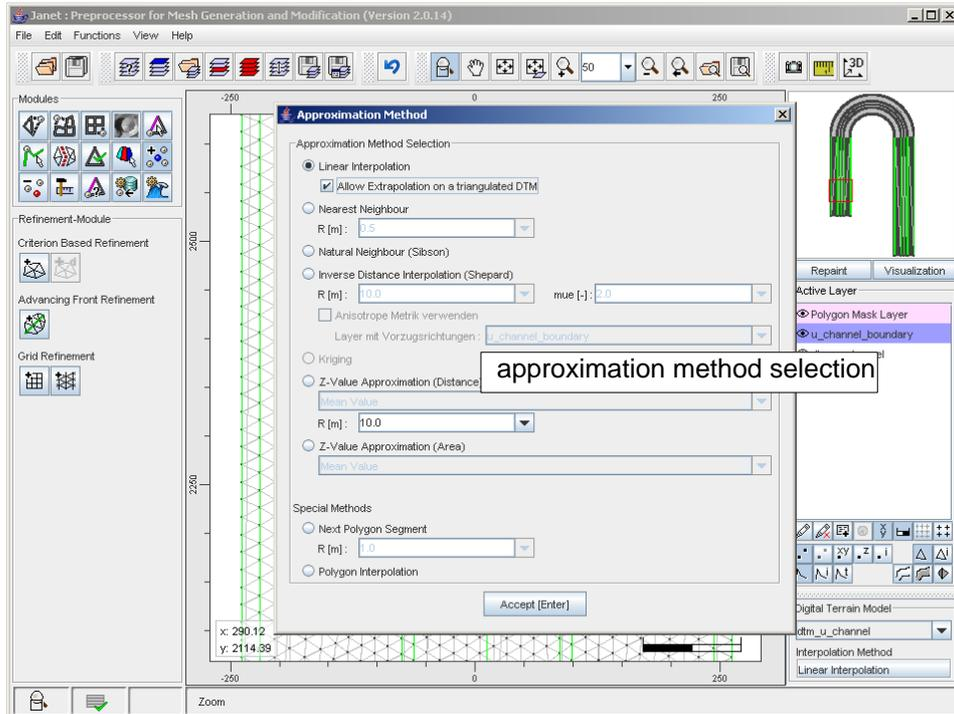 Janet : Preprocessor for Mesh Generation and Modification (Version 2.0.14)
File Edit Functions View Help
50
3D
Modules
Refinement-Module
Criterion Based Refinement
Advancing Front Refinement
Grid Refinement
-250 0 250
2500
2250
Approximation Method
Approximation Method Selection
Linear Interpolation
Allow Extrapolation on a triangulated DTM
Nearest Neighbour
R [m] : 0.5
Natural Neighbour (Sibson)
Inverse Distance Interpolation (Shepard)
R [m] : 10.0 mue [-] : 2.0
Anisotrope Metrik verwenden
Layer mit Vorzugsrichtungen : u_channel_boundary
Kriging
approximation method selection
Z-Value Approximation (Distance)
Mean Value
R [m] : 10.0
Z-Value Approximation (Area)
Mean Value
Special Methods
Next Polygon Segment
R [m] : 1.0
Polygon Interpolation
Accept [Enter]
x: 290.12
y: 2114.39
-250 0 250
Repaint Visualization
Active Layer
Polygon Mask Layer
u_channel_boundary
Digital Terrain Model
dtm_u_channel
Interpolation Method
Linear Interpolation
Zoom